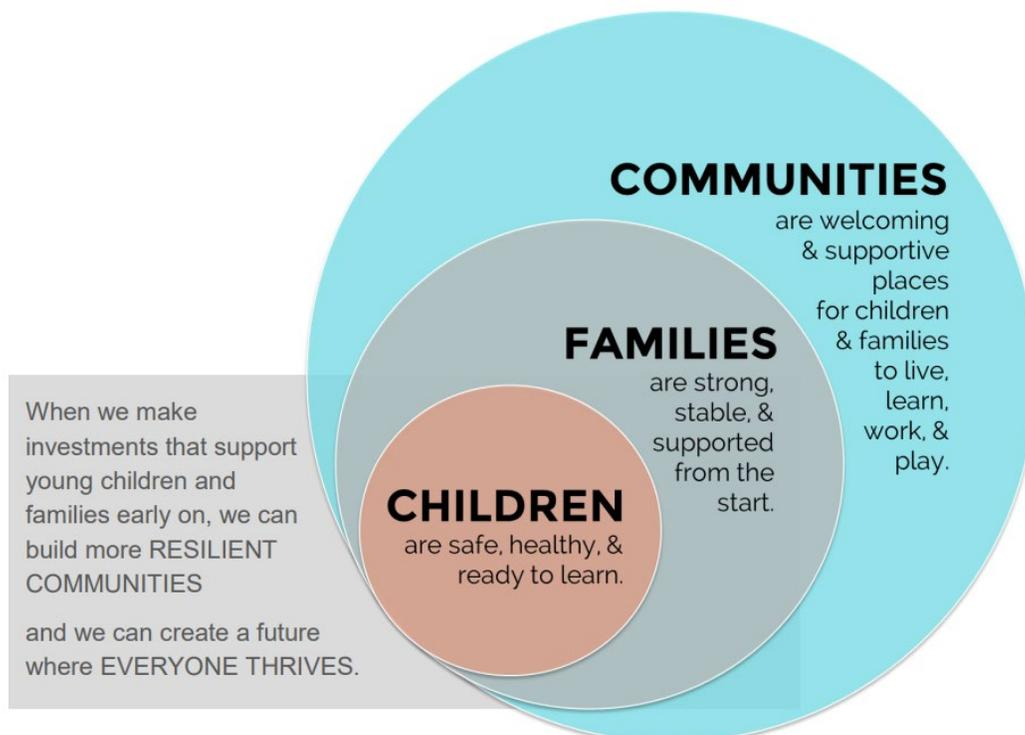 COMMUNITIES
are welcoming
& supportive
places
for children
& families
to live,
learn,
work, &
play.
FAMILIES
are strong,
stable, &
supported
from the
start.
CHILDREN
are safe, healthy, &
ready to learn.
When we make
investments that support
young children and
families early on, we can
build more RESILIENT
COMMUNITIES
and we can create a future
where EVERYONE THRIVES.